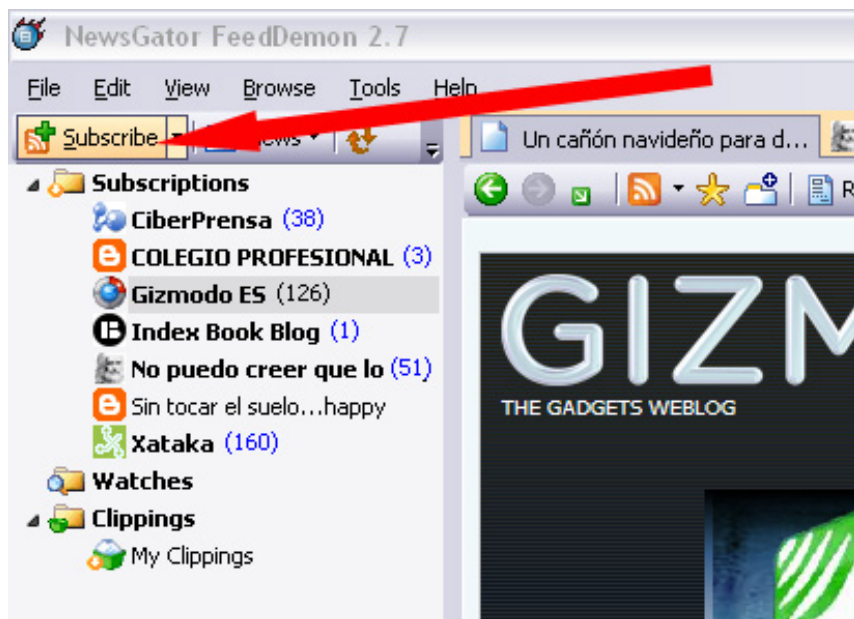 NewsGator FeedDemon 2.7
File Edit View Browse Tools Help
Subscribe News
Un cañón navideño para d...
Subscriptions
R
CiberPrensa (38)
COLEGIO PROFESIONAL (3)
Gizmodo ES (126)
GIZM
Index Book Blog (1)
No puedo creer que lo (51)
Sin tocar el suelo...happy
THE GADGETS WEBLOG
Xataka (160)
Watches
Clippings
My Clippings